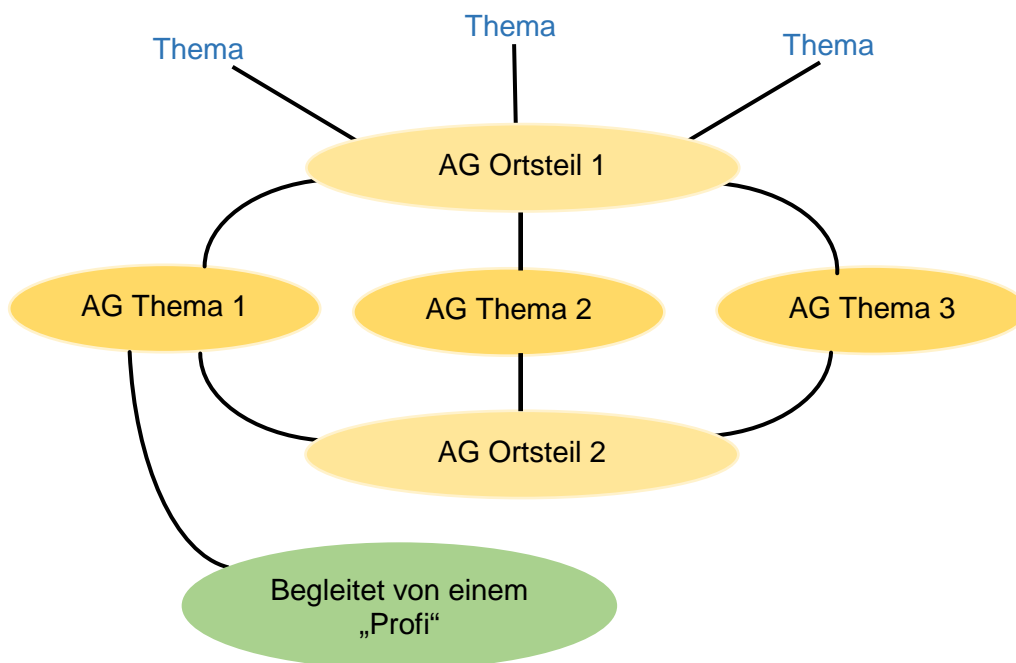 Thema
Thema
Thema
AG Ortsteil 1
AG Thema 1
AG Thema 2
AG Thema 3
AG Ortsteil 2
Begleitet von einem
„Profi“